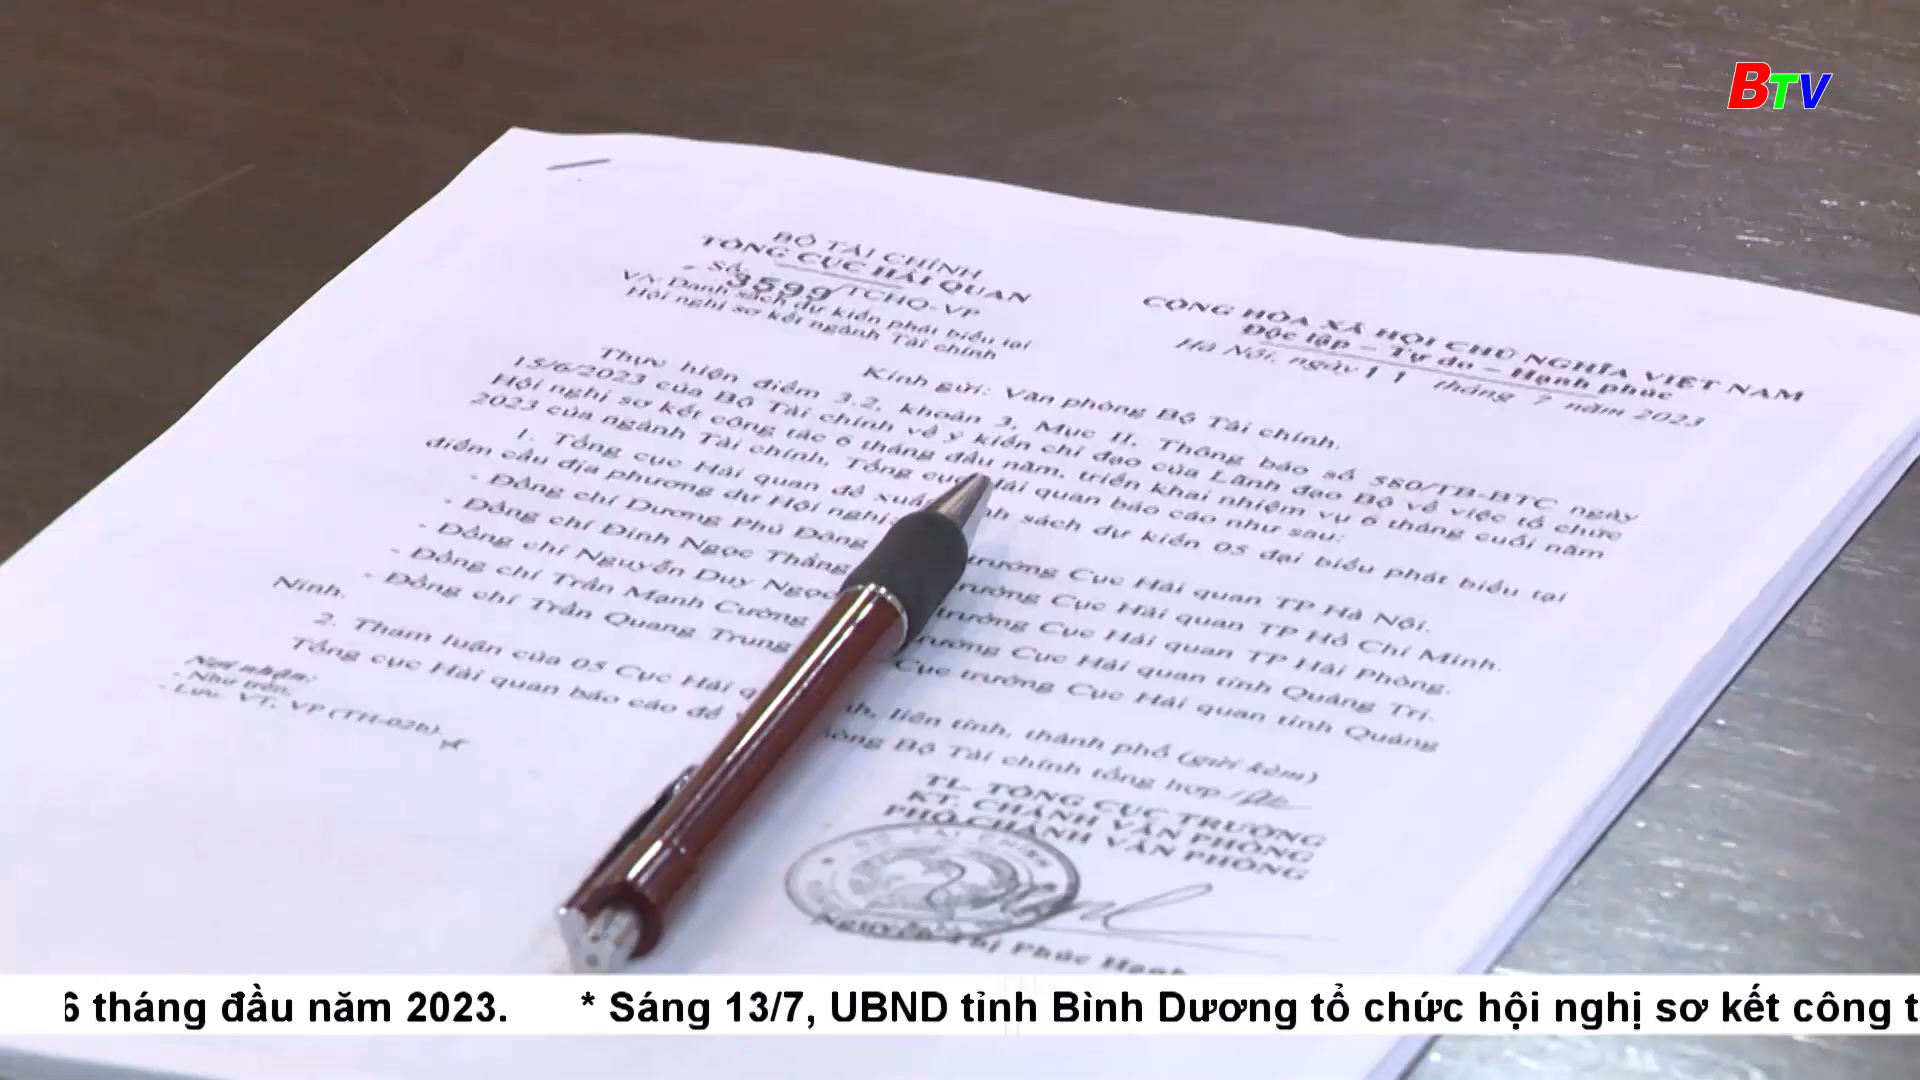 BTV
BỘ TÀI CHÍNH
TỔNG CỤC HẢI QUAN
Số: 3599/TCHQ-VP
V/v: Danh sách dự kiến phát biểu tại
Hội nghị sơ kết ngành Tài chính
CỘNG HÒA XÃ HỘI CHỦ NGHĨA VIỆT NAM
Độc lập – Tự do – Hạnh phúc
Hà Nội, ngày 11 tháng 7 năm 2023
Kính gửi: Văn phòng Bộ Tài chính.
Thực hiện điểm 3.2, khoản 3, Mục II, Thông báo số 580/TB-BTC ngày
15/6/2023 của Bộ Tài chính về ý kiến chỉ đạo của Lãnh đạo Bộ về việc tổ chức
Hội nghị sơ kết công tác 6 tháng đầu năm, triển khai nhiệm vụ 6 tháng cuối năm
2023 của ngành Tài chính, Tổng cục Hải quan báo cáo như sau:
1. Tổng cục Hải quan đề xuất sách dự kiến 05 đại biểu phát biểu tại
điểm cầu địa phương dự Hội nghị
- Đồng chí Dương Phú Đông trưởng Cục Hải quan TP Hà Nội.
- Đồng chí Đinh Ngọc Thắng trưởng Cục Hải quan TP Hồ Chí Minh.
- Đồng chí Nguyễn Duy Ngọc trưởng Cục Hải quan TP Hải Phòng.
- Đồng chí Trần Mạnh Cường trưởng Cục Hải quan tỉnh Quảng Trị.
- Đồng chí Trần Quang Trung Cục trưởng Cục Hải quan tỉnh Quảng
Ninh.
2. Tham luận của 05 Cục Hải tỉnh, liên tỉnh, thành phố (gửi kèm)
Tổng cục Hải quan báo cáo để phòng Bộ Tài chính tổng hợp./.
Nơi nhận:
- Như trên,
- Lưu: VT, VP (TH-02b).
TL. TỔNG CỤC TRƯỞNG
KT. CHÁNH VĂN PHÒNG
PHÓ CHÁNH VĂN PHÒNG
Nguyễn Thị Phúc Hạnh
6 tháng đầu năm 2023. * Sáng 13/7, UBND tỉnh Bình Dương tổ chức hội nghị sơ kết công t